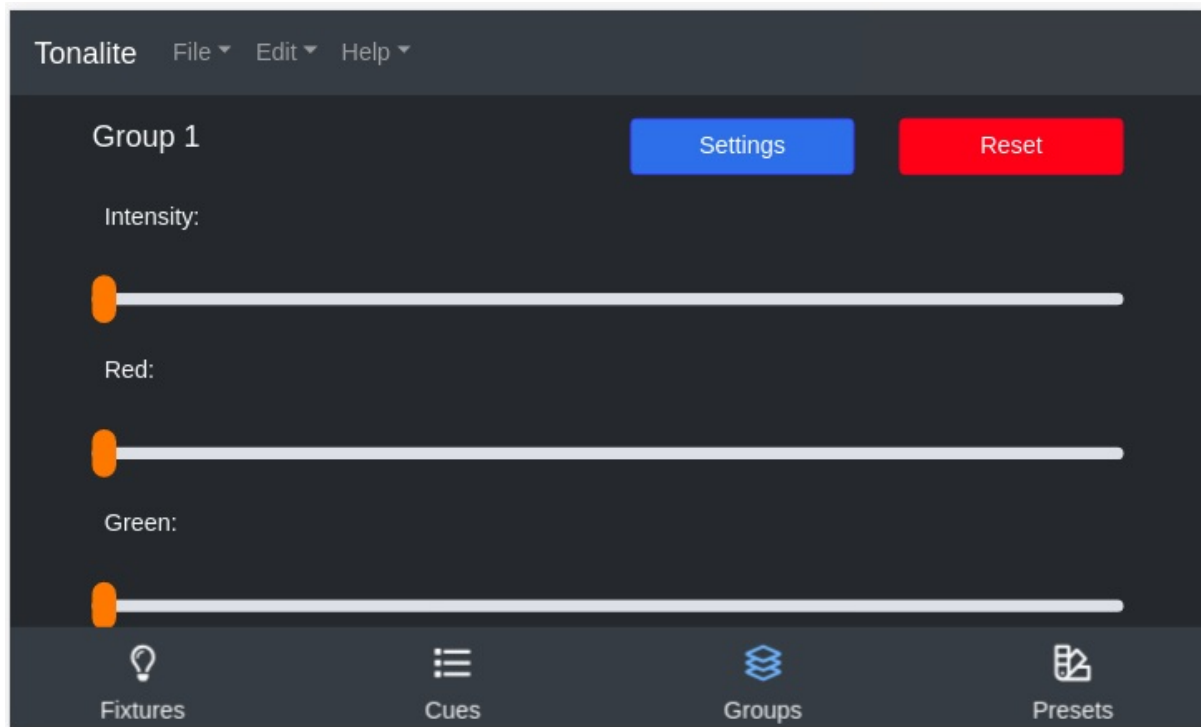 Tonalite File Edit Help
Group 1 Settings Reset
Intensity:
Red:
Green:
Fixtures Cues Groups Presets